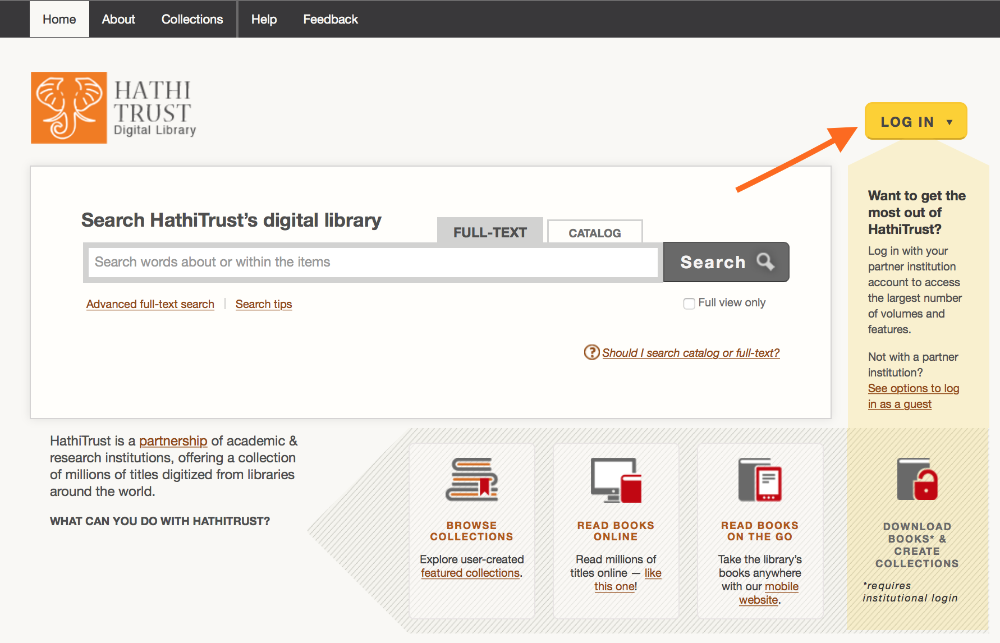 Home About Collections Help Feedback
HATHI
TRUST
Digital Library
LOG IN ▼
Search HathiTrust's digital library
FULL-TEXT CATALOG
Search words about or within the items
Search
Advanced full-text search | Search tips
Full view only
? Should I search catalog or full-text?
Want to get the
most out of
HathiTrust?
Log in with your
partner institution
account to access
the largest number
of volumes and
features.
Not with a partner
institution?
See options to log
in as a guest
HathiTrust is a partnership of academic &
research institutions, offering a collection
of millions of titles digitized from libraries
around the world.
WHAT CAN YOU DO WITH HATHITRUST?
BROWSE
COLLECTIONS
Explore user-created
featured collections.
READ BOOKS
ONLINE
Read millions of
titles online — like
this one!
READ BOOKS
ON THE GO
Take the library's
books anywhere
with our mobile
website.
DOWNLOAD
BOOKS* &
CREATE
COLLECTIONS
*requires
institutional login